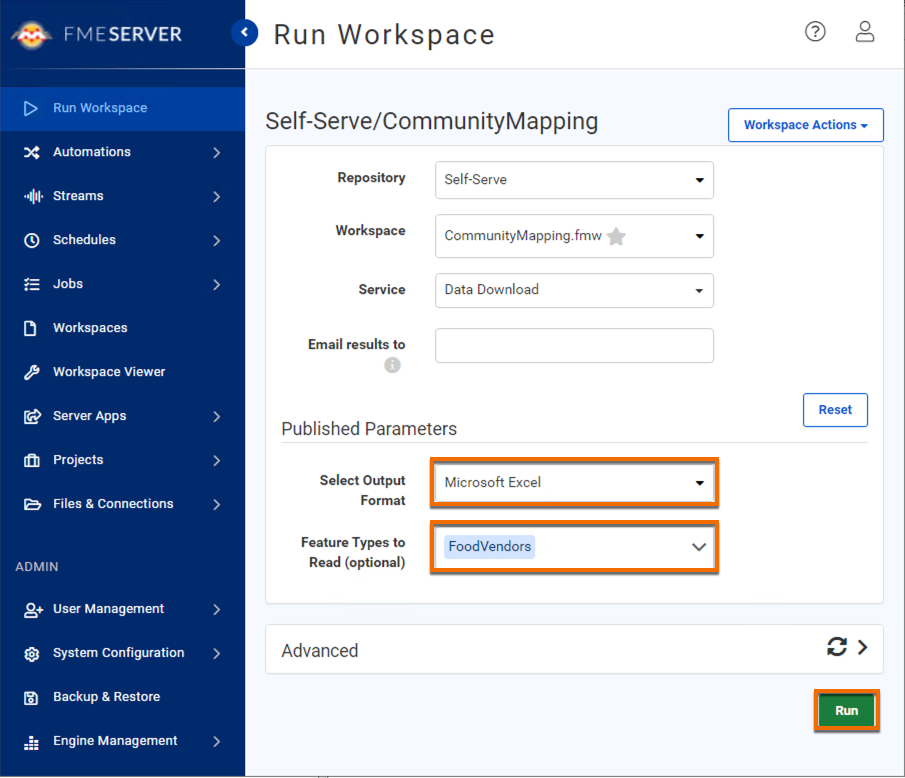 FMESERVER
Run Workspace
Run Workspace
Automations
Streams
Schedules
Jobs
Workspaces
Workspace Viewer
Server Apps
Projects
Files & Connections
ADMIN
User Management
System Configuration
Backup & Restore
Engine Management
Self-Serve/CommunityMapping
Workspace Actions
Repository
Self-Serve
Workspace
CommunityMapping.fmw
Service
Data Download
Email results to
Reset
Published Parameters
Select Output
Format
Microsoft Excel
Feature Types to
Read (optional)
FoodVendors
Advanced
Run